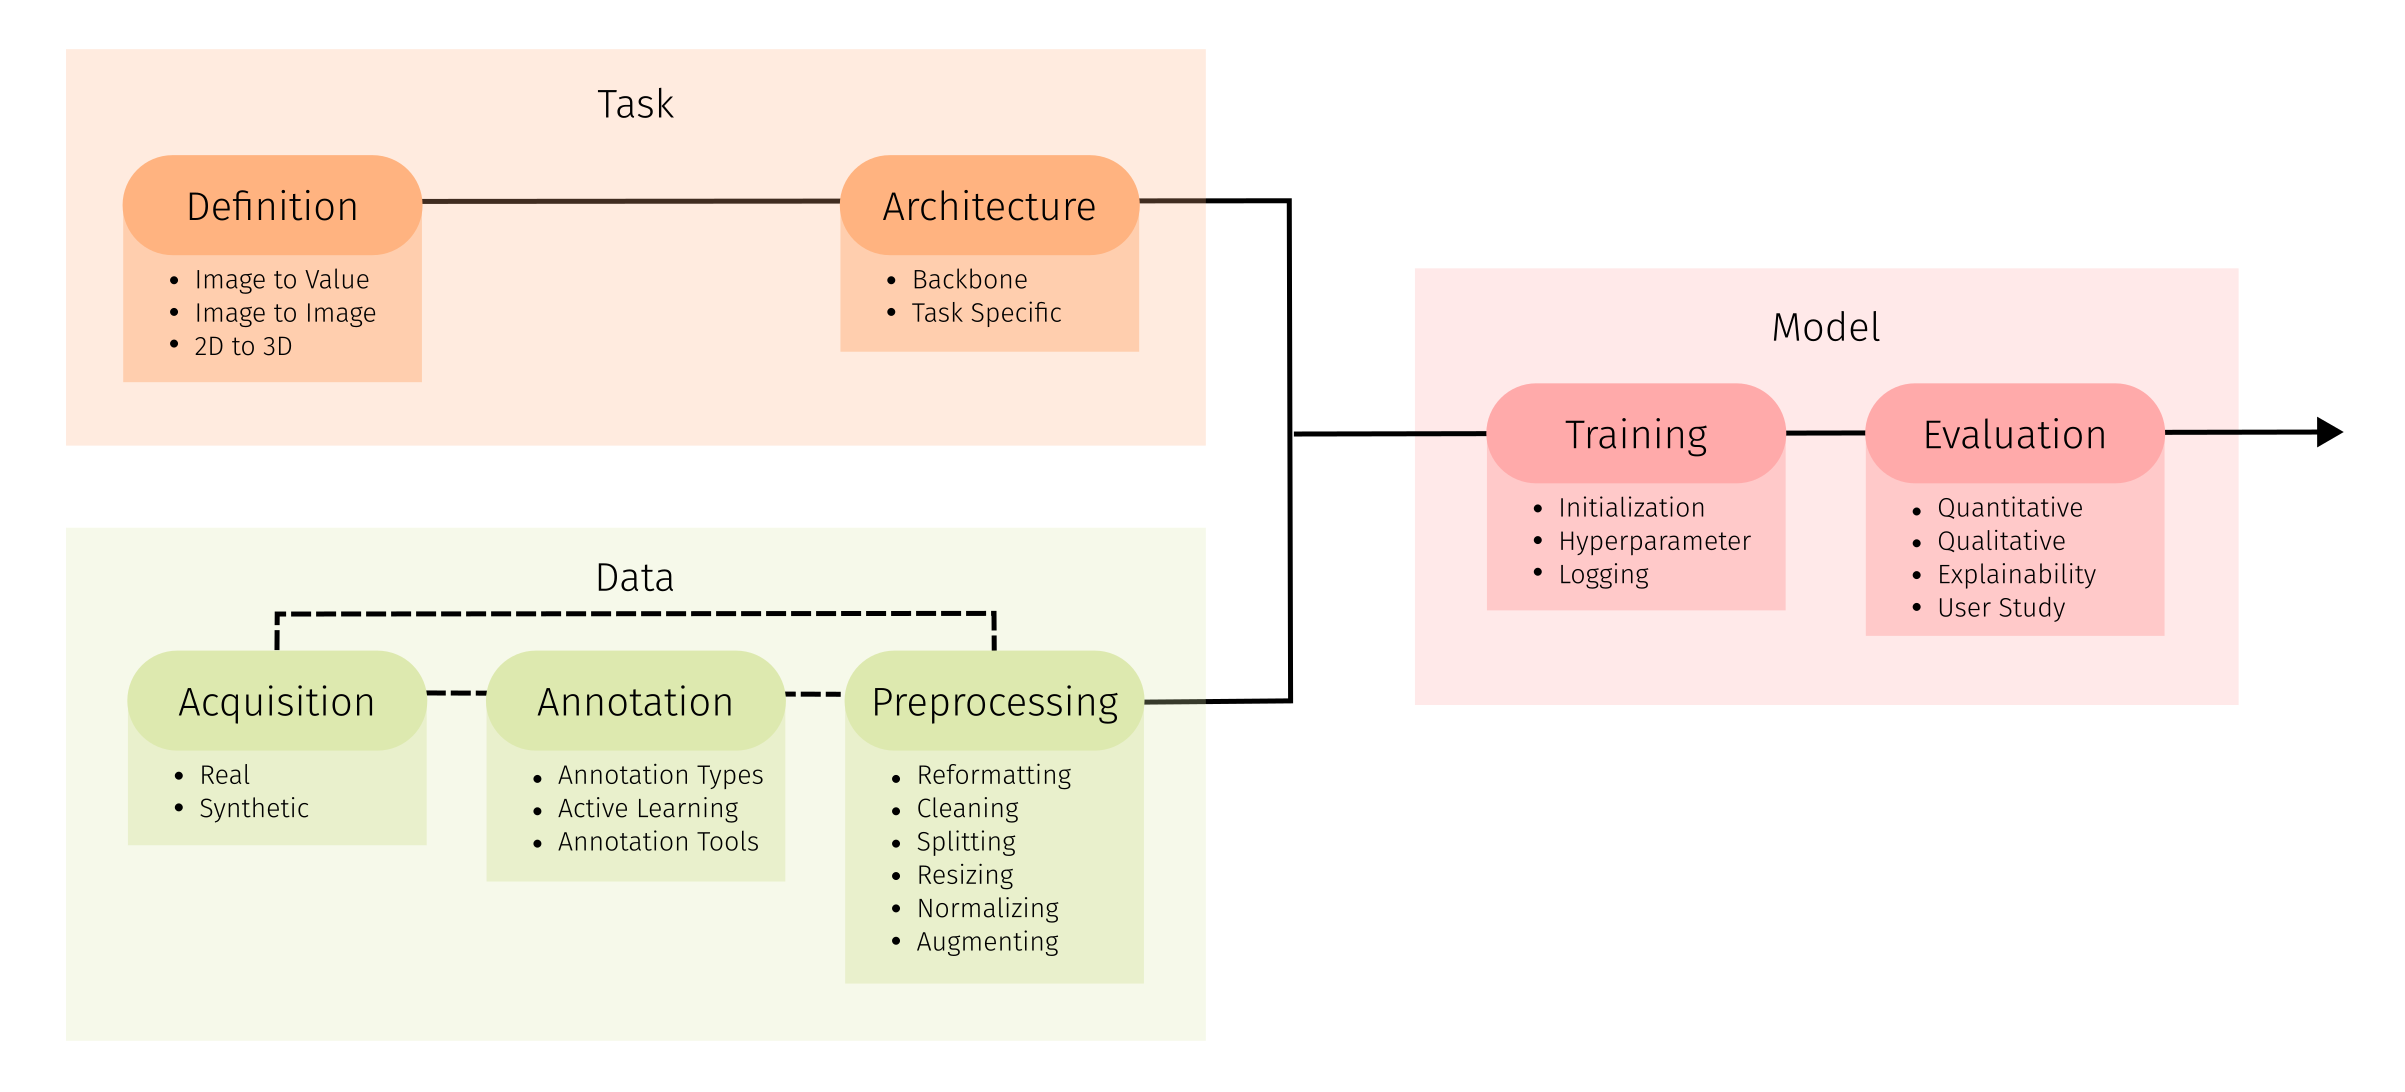 Task
Definition
• Image to Value
• Image to Image
• 2D to 3D
Architecture
• Backbone
• Task Specific
Data
Acquisition
• Real
• Synthetic
Annotation
• Annotation Types
• Active Learning
• Annotation Tools
Preprocessing
• Reformatting
• Cleaning
• Splitting
• Resizing
• Normalizing
• Augmenting
Model
Training
• Initialization
• Hyperparameter
• Logging
Evaluation
• Quantitative
• Qualitative
• Explainability
• User Study